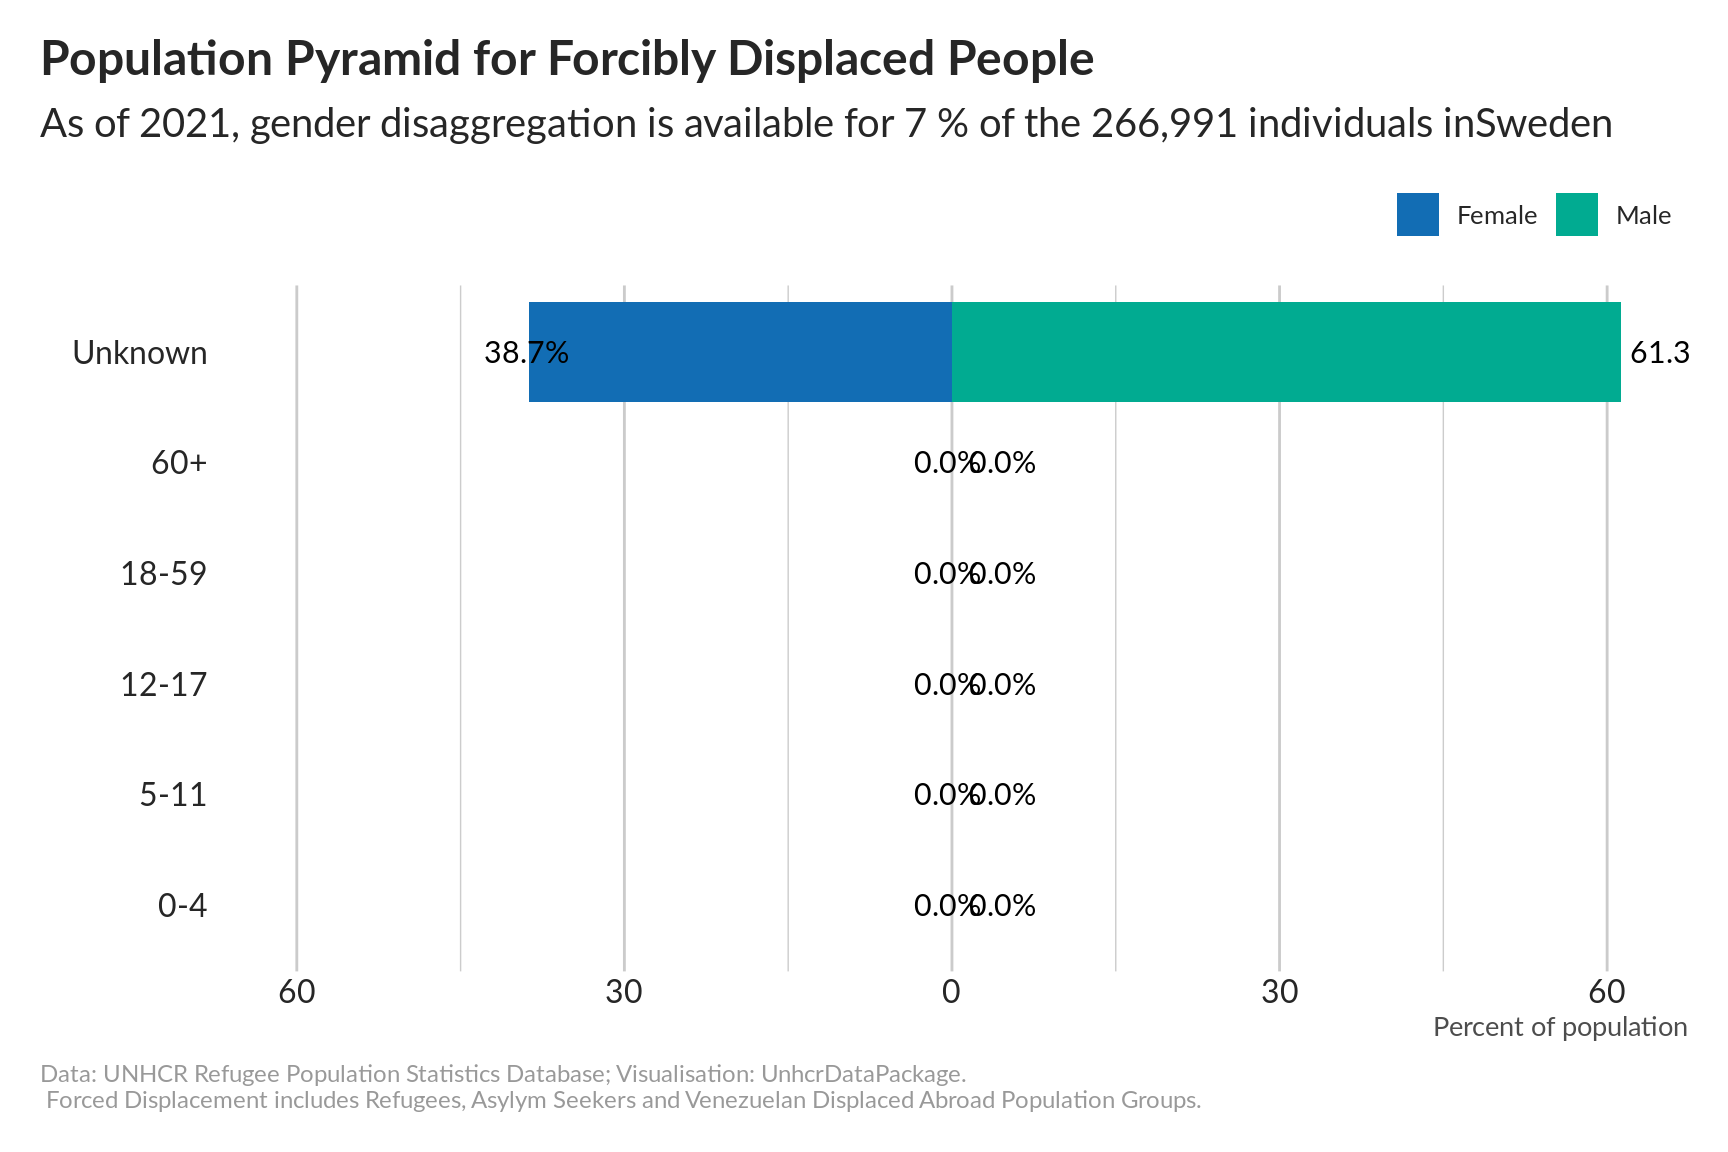 Population Pyramid for Forcibly Displaced People
As of 2021, gender disaggregation is available for 7 % of the 266,991 individuals inSweden
Female Male
Unknown 38.7% 61.3
60+ 0.0% 0.0%
18-59 0.0% 0.0%
12-17 0.0% 0.0%
5-11 0.0% 0.0%
0-4 0.0% 0.0%
60 30 0 30 60
Percent of population
Data: UNHCR Refugee Population Statistics Database; Visualisation: UnhcrDataPackage.
Forced Displacement includes Refugees, Asylym Seekers and Venezuelan Displaced Abroad Population Groups.